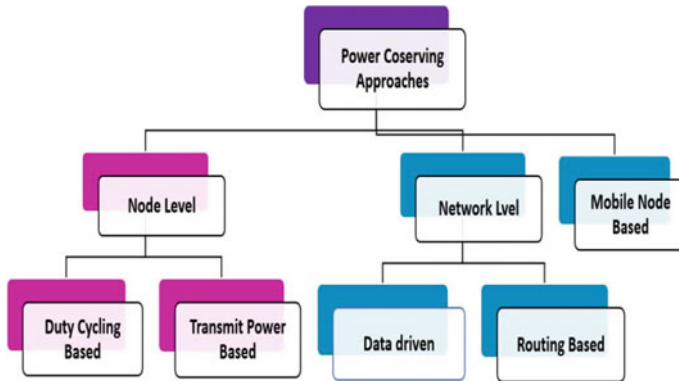 Power Coserving
Approaches
Node Level
Network Lvel
Mobile Node
Based
Duty Cycling
Based
Transmit Power
Based
Data driven
Routing Based